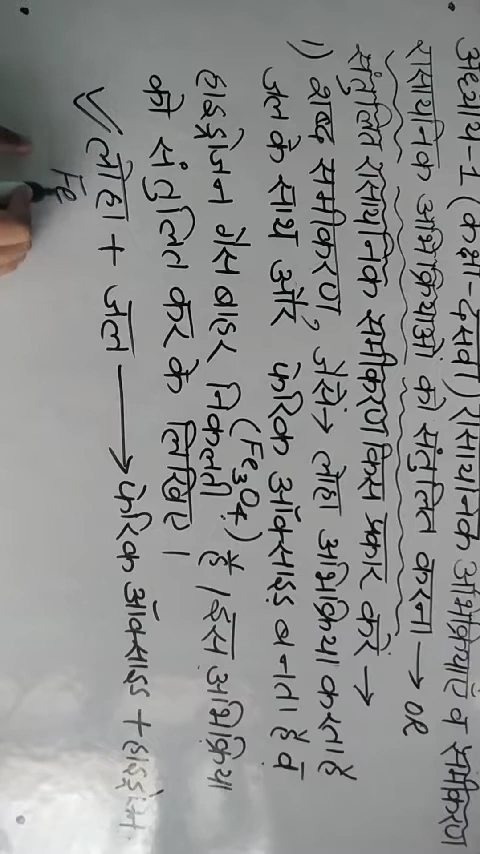 अध्याय-1 (कक्षा-दसवी) रासायनिक अभिक्रियाएँ व समीकरण
रासायनिक अभिक्रियाओ को संतुलित करना → OR
संतुलित रासायनिक समीकरण किस प्रकार करें →
1) शब्द समीकरण, जैसे→ लोहा अभिक्रिया करता है
जल के साथ और फेरिक ऑक्साइड बनता है व
(Fe3O4)
हाइड्रोजन गैस बाहर निकलती है। इस अभिक्रिया
को संतुलित कर के लिखिए।
✓ लोहा + जल → फेरिक ऑक्साइड + हाइड्रोजन
Fe